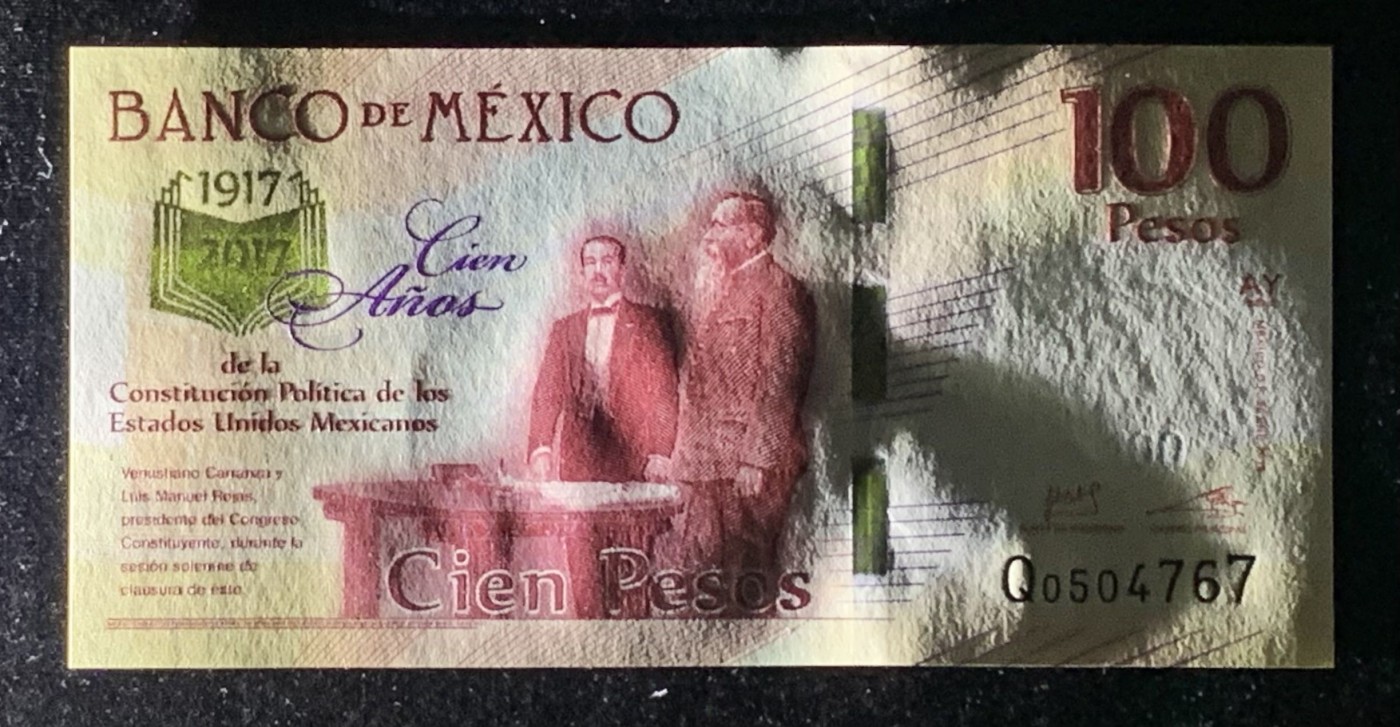 BANCO DE MÉXICO
100
Pesos
1917
2017
Cien
Años
AY
de la
Constitución Política de los
Estados Unidos Mexicanos
Venustiano Carranza y
Luis Manuel Rojas,
presidente del Congreso
Constituyente, durante la
sesión solemne de
clausura de éste.
Cien Pesos
Q0504767